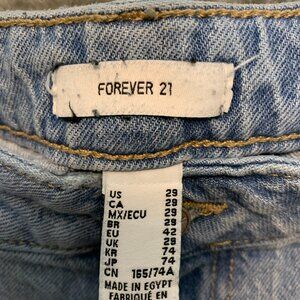 FOREVER 21
US 29
CA 29
MX/ECU 29
BR 29
EU 42
UK 29
KR 74
JP 74
CN 165/74A
MADE IN EGYPT
FABRIQUÉ EN